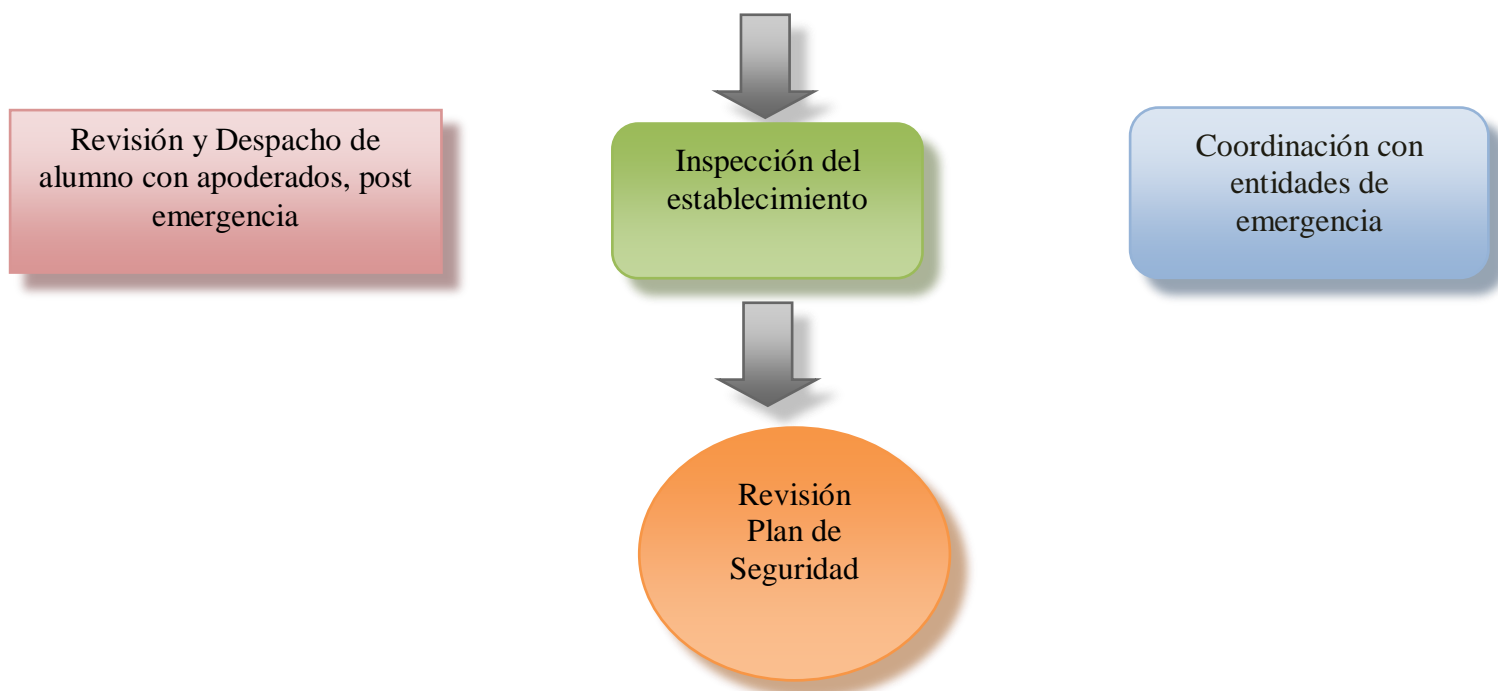 Revisión y Despacho de
alumno con apoderados, post
emergencia
Inspección del
establecimiento
Coordinación con
entidades de
emergencia
Revisión
Plan de
Seguridad